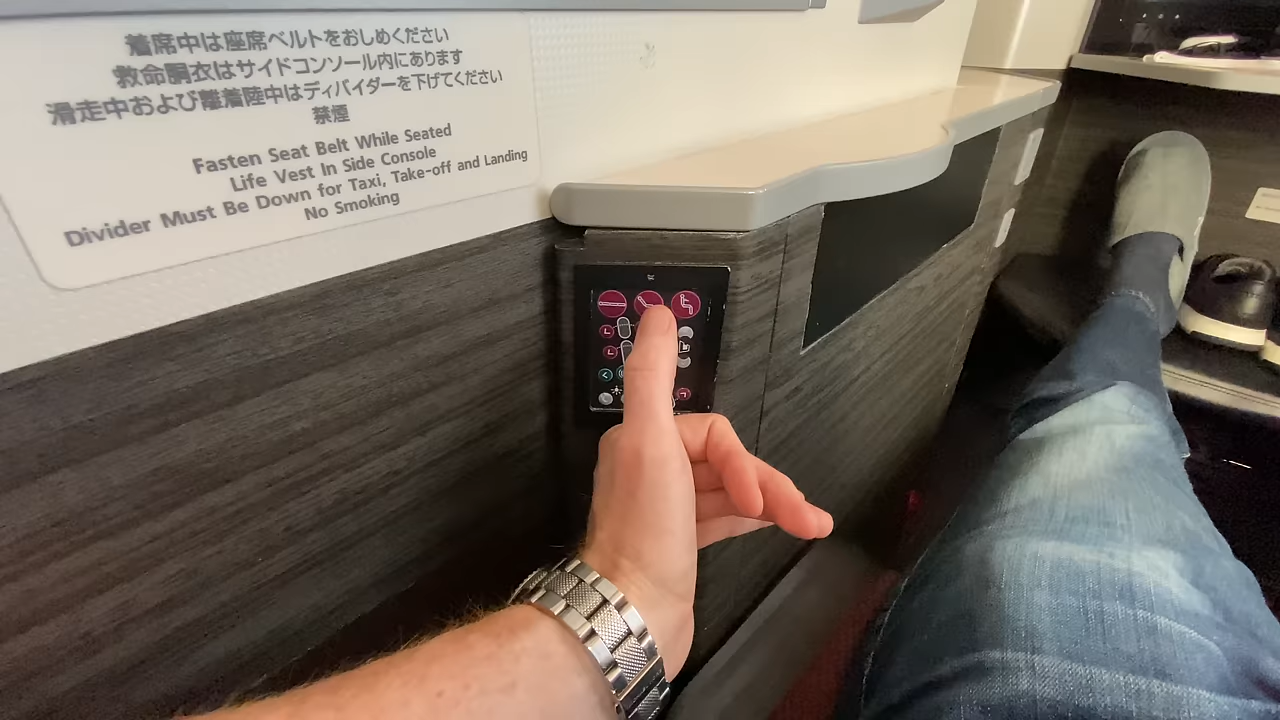 着席中は座席ベルトをおしめください
救命胴衣はサイドコンソール内にあります
滑走中および離着陸中はディバイダーを下げてください
禁煙
Fasten Seat Belt While Seated
Life Vest In Side Console
Divider Must Be Down for Taxi, Take-off and Landing
No Smoking